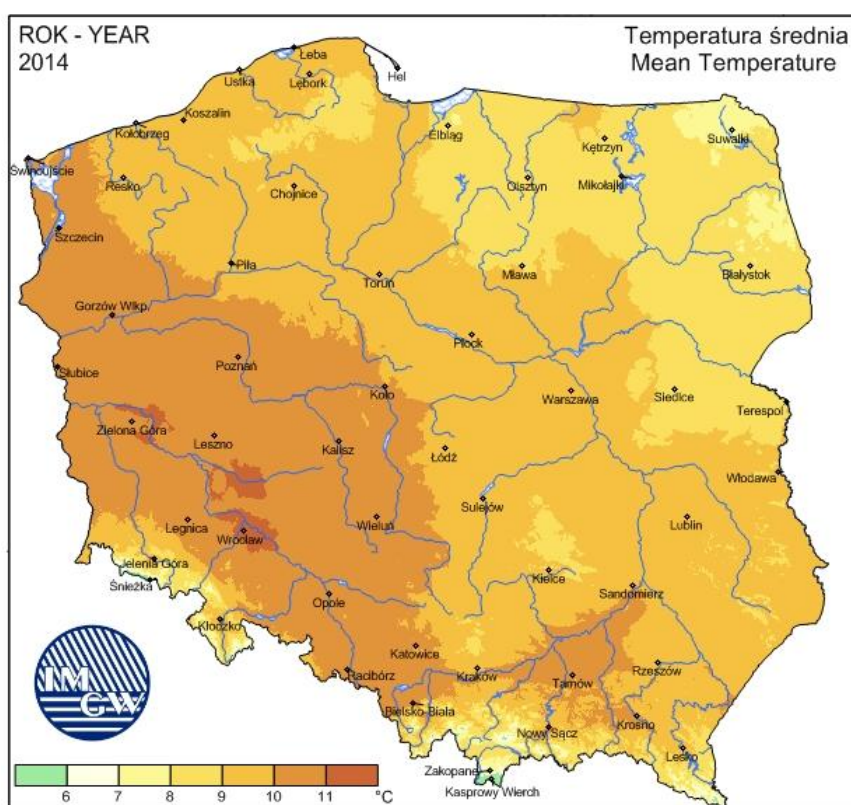 ROK - YEAR
2014
Temperatura średnia
Mean Temperature
Łeba
Ustka
Lębork
Hel
Koszalin
Kołobrzeg
Elbląg
Suwałki
Kętrzyn
Świnoujście
Resko
Chojnice
Olsztyn
Mikołajki
Szczecin
Piła
Toruń
Mława
Białystok
Gorzów Wlkp.
Płock
Poznań
Słubice
Koło
Warszawa
Siedlce
Terespol
Zielona Góra
Leszno
Kalisz
Łódź
Włodawa
Sulejów
Legnica
Wrocław
Wieluń
Lublin
Jelenia Góra
Śnieżka
Kielce
Opole
Sandomierz
Kłodzko
Katowice
Racibórz
Kraków
Tarnów
Rzeszów
Bielsko-Biała
Nowy Sącz
Krosno
Lesko
Zakopane
Kasprowy Wierch
IM
GW
6 7 8 9 10 11 °C